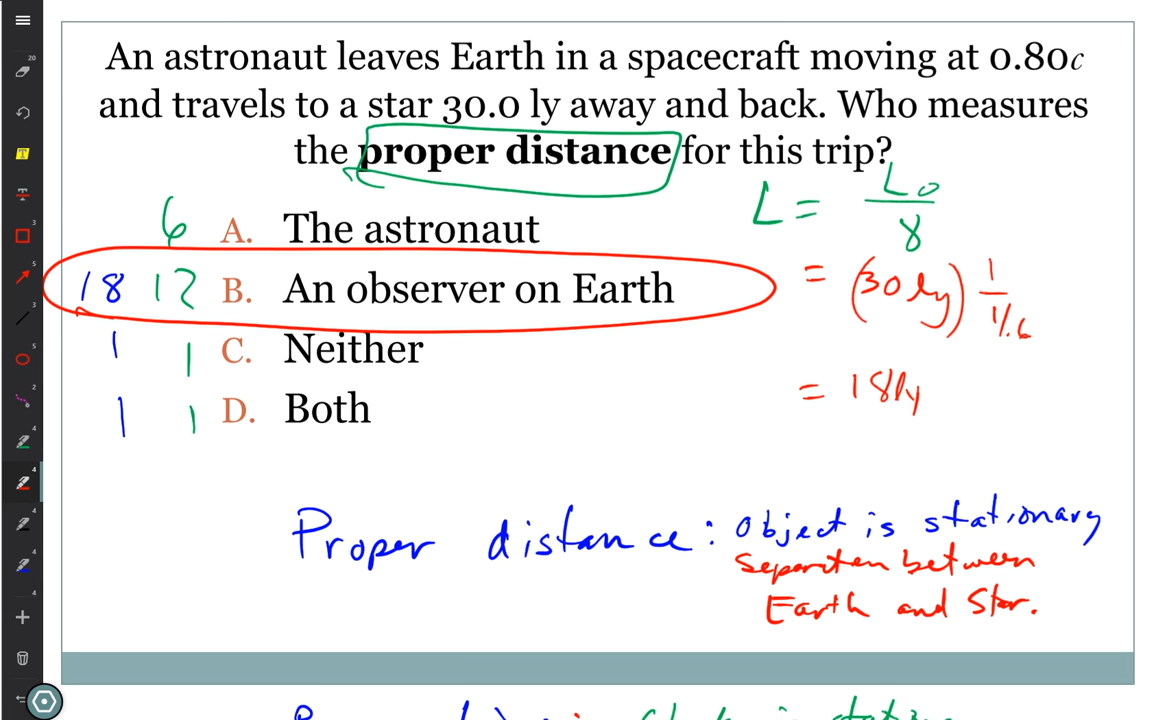 An astronaut leaves Earth in a spacecraft moving at 0.80c
and travels to a star 30.0 ly away and back. Who measures
the proper distance for this trip?
L = L0 / γ
6 A. The astronaut
18 12 B. An observer on Earth
= (30 ly) 1 / 1.6
1 1 C. Neither
= 18 ly
1 1 D. Both
Proper distance: object is stationary
between
Earth and Star.